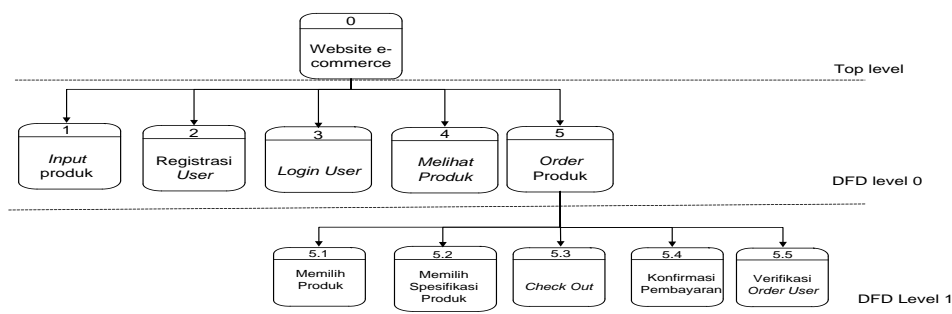 0
Website e-
commerce
Top level
1
Input
produk
2
Registrasi
User
3
Login User
4
Melihat
Produk
5
Order
Produk
DFD level 0
5.1
Memilih
Produk
5.2
Memilih
Spesifikasi
Produk
5.3
Check Out
5.4
Konfirmasi
Pembayaran
5.5
Verifikasi
Order User
DFD Level 1